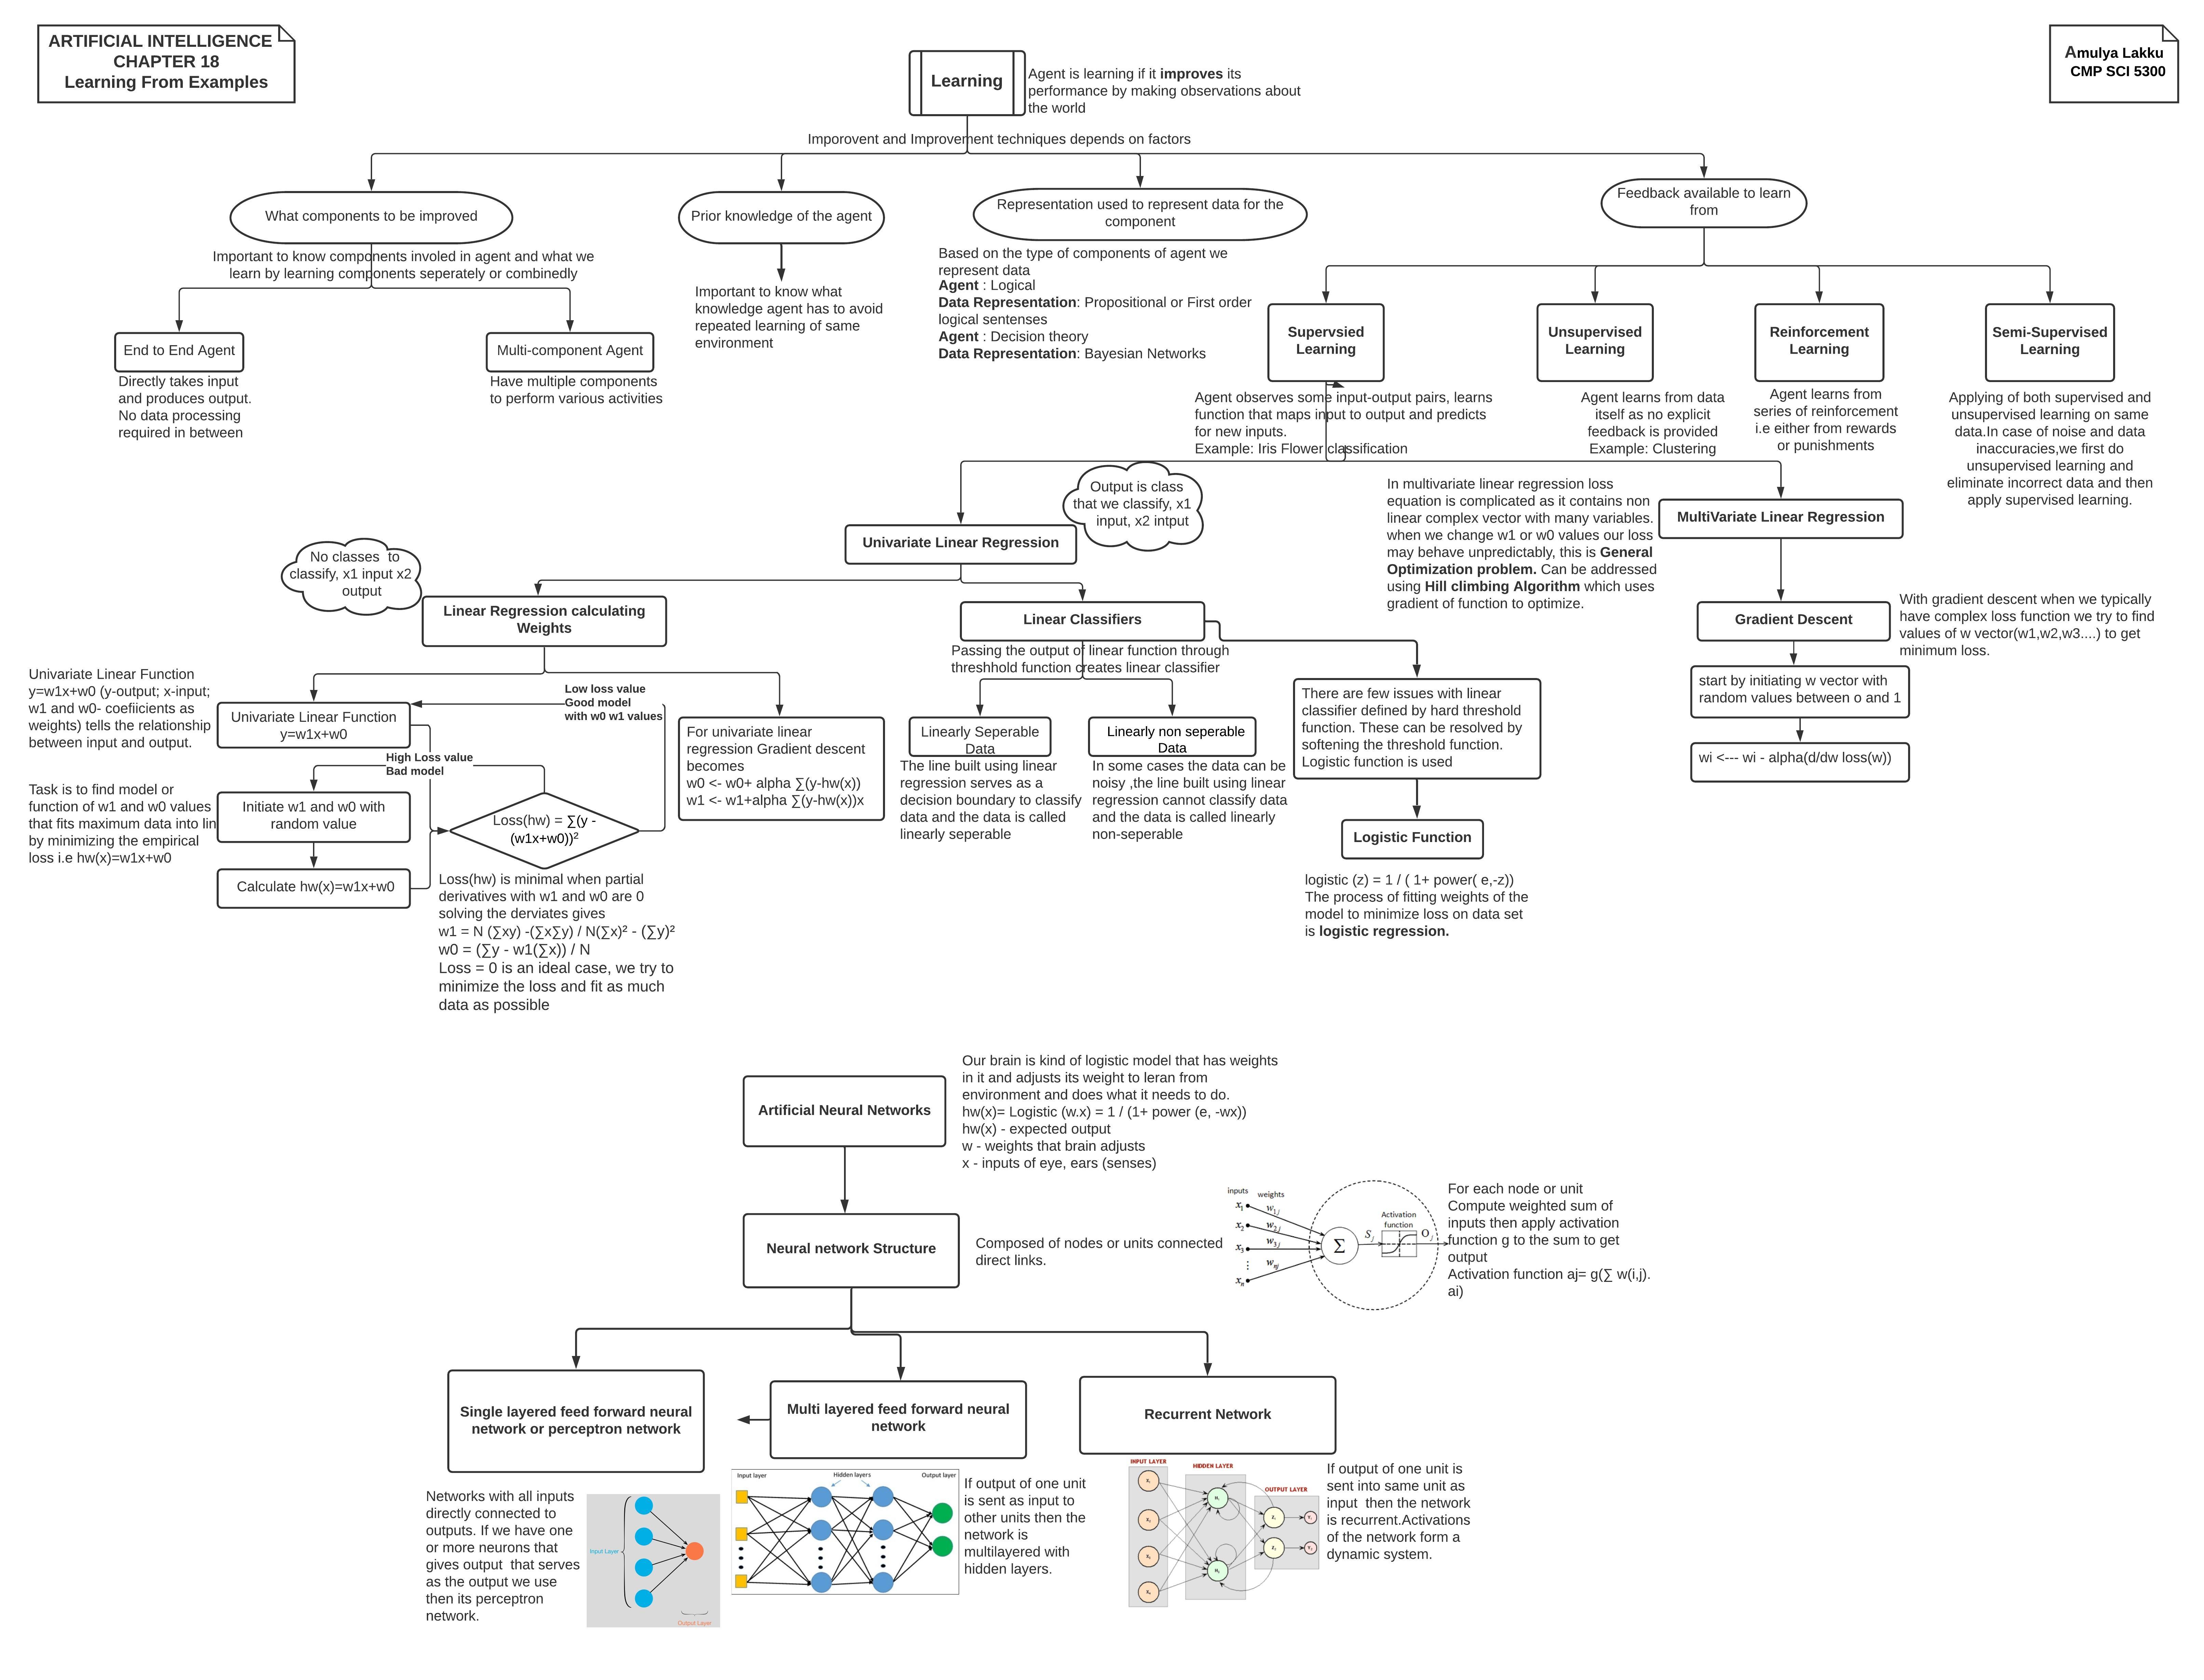 ARTIFICIAL INTELLIGENCE
CHAPTER 18
Learning From Examples
Amulya Lakku
CMP SCI 5300
Learning
Agent is learning if it improves its
performance by making observations about
the world
Imporovent and Improvement techniques depends on factors
What components to be improved
Prior knowledge of the agent
Representation used to represent data for the
component
Feedback available to learn
from
Important to know components involed in agent and what we
learn by learning components seperately or combinedly
End to End Agent
Directly takes input
and produces output.
No data processing
required in between
Multi-component Agent
Have multiple components
to perform various activities
Important to know what
knowledge agent has to avoid
repeated learning of same
environment
Based on the type of components of agent we
represent data
Agent : Logical
Data Representation: Propositional or First order
logical sentenses
Agent : Decision theory
Data Representation: Bayesian Networks
Supervsied
Learning
Unsupervised
Learning
Reinforcement
Learning
Semi-Supervised
Learning
Agent observes some input-output pairs, learns
function that maps input to output and predicts
for new inputs.
Example: Iris Flower classification
Agent learns from data
itself as no explicit
feedback is provided
Example: Clustering
Agent learns from
series of reinforcement
i.e either from rewards
or punishments
Applying of both supervised and
unsupervised learning on same
data.In case of noise and data
inaccuracies,we first do
unsupervised learning and
eliminate incorrect data and then
apply supervised learning.
Output is class
that we classify, x1
input, x2 intput
Univariate Linear Regression
In multivariate linear regression loss
equation is complicated as it contains non
linear complex vector with many variables.
when we change w1 or w0 values our loss
may behave unpredictably, this is General
Optimization problem. Can be addressed
using Hill climbing Algorithm which uses
gradient of function to optimize.
MultiVariate Linear Regression
No classes to
classify, x1 input x2
output
Linear Regression calculating
Weights
Linear Classifiers
Passing the output of linear function through
threshhold function creates linear classifier
Gradient Descent
With gradient descent when we typically
have complex loss function we try to find
values of w vector(w1,w2,w3....) to get
minimum loss.
start by initiating w vector with
random values between o and 1
wi <--- wi - alpha(d/dw loss(w))
Univariate Linear Function
y=w1x+w0 (y-output; x-input;
w1 and w0- coefiicients as
weights) tells the relationship
between input and output.
Univariate Linear Function
y=w1x+w0
Low loss value
Good model
with w0 w1 values
High Loss value
Bad model
Task is to find model or
function of w1 and w0 values
that fits maximum data into lin
by minimizing the empirical
loss i.e hw(x)=w1x+w0
Initiate w1 and w0 with
random value
Calculate hw(x)=w1x+w0
Loss(hw) = ∑(y -
(w1x+w0))²
Loss(hw) is minimal when partial
derivatives with w1 and w0 are 0
solving the derviates gives
w1 = N (∑xy) -(∑x∑y) / N(∑x)² - (∑y)²
w0 = (∑y - w1(∑x)) / N
Loss = 0 is an ideal case, we try to
minimize the loss and fit as much
data as possible
For univariate linear
regression Gradient descent
becomes
w0 <- w0+ alpha ∑(y-hw(x))
w1 <- w1+alpha ∑(y-hw(x))x
Linearly Seperable
Data
The line built using linear
regression serves as a
decision boundary to classify
data and the data is called
linearly seperable
Linearly non seperable
Data
In some cases the data can be
noisy ,the line built using linear
regression cannot classify data
and the data is called linearly
non-seperable
There are few issues with linear
classifier defined by hard threshold
function. These can be resolved by
softening the threshold function.
Logistic function is used
Logistic Function
logistic (z) = 1 / ( 1+ power( e,-z))
The process of fitting weights of the
model to minimize loss on data set
is logistic regression.
Artificial Neural Networks
Our brain is kind of logistic model that has weights
in it and adjusts its weight to leran from
environment and does what it needs to do.
hw(x)= Logistic (w.x) = 1 / (1+ power (e, -wx))
hw(x) - expected output
w - weights that brain adjusts
x - inputs of eye, ears (senses)
Neural network Structure
Composed of nodes or units connected
direct links.
inputs weights
x1 w1j
x2 w2j
x3 w3j
⋮
xn wnj
Σ
Sj
Activation
function
Oj
For each node or unit
Compute weighted sum of
inputs then apply activation
function g to the sum to get
output
Activation function aj= g(∑ w(i,j).
ai)
Single layered feed forward neural
network or perceptron network
Multi layered feed forward neural
network
Recurrent Network
Networks with all inputs
directly connected to
outputs. If we have one
or more neurons that
gives output that serves
as the output we use
then its perceptron
network.
Input Layer
Output Layer
Input layer
Hidden layers
Output layer
If output of one unit
is sent as input to
other units then the
network is
multilayered with
hidden layers.
INPUT LAYER
HIDDEN LAYER
OUTPUT LAYER
If output of one unit is
sent into same unit as
input then the network
is recurrent.Activations
of the network form a
dynamic system.